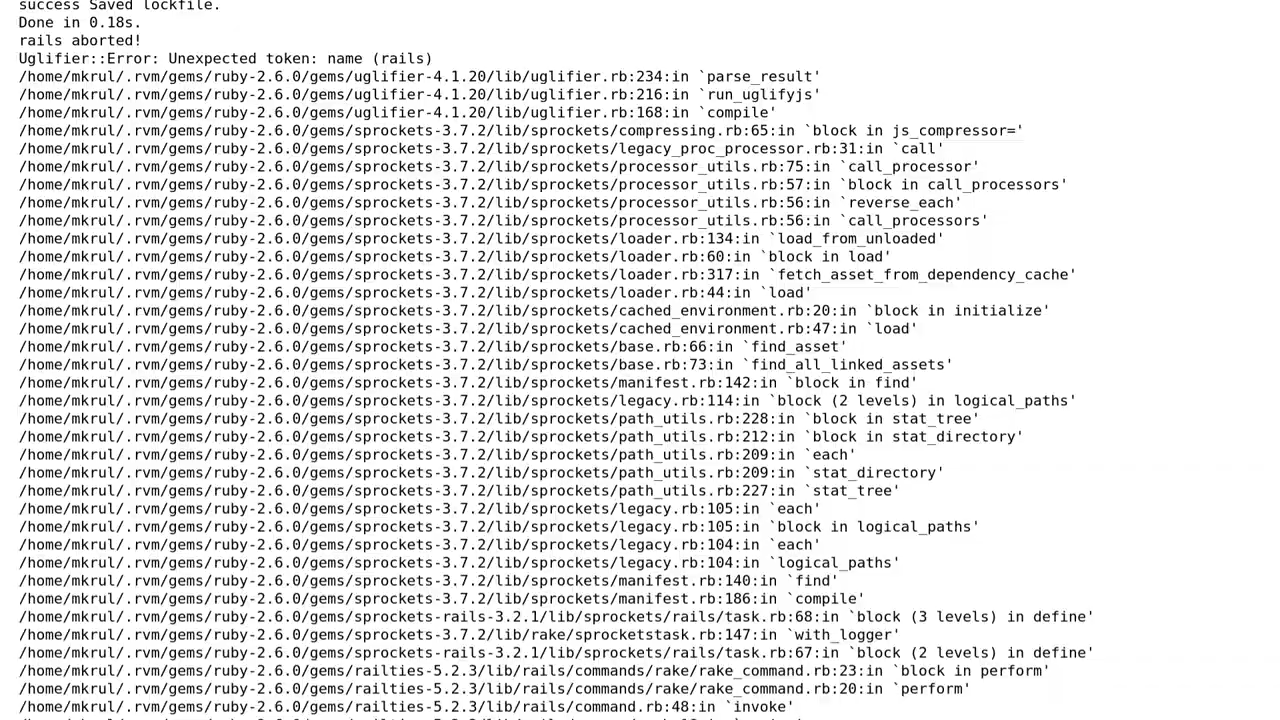 success Saved lockfile.
Done in 0.18s.
rails aborted!
Uglifier::Error: Unexpected token: name (rails)
/home/mkrul/.rvm/gems/ruby-2.6.0/gems/uglifier-4.1.20/lib/uglifier.rb:234:in `parse_result'
/home/mkrul/.rvm/gems/ruby-2.6.0/gems/uglifier-4.1.20/lib/uglifier.rb:216:in `run_uglifyjs'
/home/mkrul/.rvm/gems/ruby-2.6.0/gems/uglifier-4.1.20/lib/uglifier.rb:168:in `compile'
/home/mkrul/.rvm/gems/ruby-2.6.0/gems/sprockets-3.7.2/lib/sprockets/compressing.rb:65:in `block in js_compressor='
/home/mkrul/.rvm/gems/ruby-2.6.0/gems/sprockets-3.7.2/lib/sprockets/legacy_proc_processor.rb:31:in `call'
/home/mkrul/.rvm/gems/ruby-2.6.0/gems/sprockets-3.7.2/lib/sprockets/processor_utils.rb:75:in `call_processor'
/home/mkrul/.rvm/gems/ruby-2.6.0/gems/sprockets-3.7.2/lib/sprockets/processor_utils.rb:57:in `block in call_processors'
/home/mkrul/.rvm/gems/ruby-2.6.0/gems/sprockets-3.7.2/lib/sprockets/processor_utils.rb:56:in `reverse_each'
/home/mkrul/.rvm/gems/ruby-2.6.0/gems/sprockets-3.7.2/lib/sprockets/processor_utils.rb:56:in `call_processors'
/home/mkrul/.rvm/gems/ruby-2.6.0/gems/sprockets-3.7.2/lib/sprockets/loader.rb:134:in `load_from_unloaded'
/home/mkrul/.rvm/gems/ruby-2.6.0/gems/sprockets-3.7.2/lib/sprockets/loader.rb:60:in `block in load'
/home/mkrul/.rvm/gems/ruby-2.6.0/gems/sprockets-3.7.2/lib/sprockets/loader.rb:317:in `fetch_asset_from_dependency_cache'
/home/mkrul/.rvm/gems/ruby-2.6.0/gems/sprockets-3.7.2/lib/sprockets/loader.rb:44:in `load'
/home/mkrul/.rvm/gems/ruby-2.6.0/gems/sprockets-3.7.2/lib/sprockets/cached_environment.rb:20:in `block in initialize'
/home/mkrul/.rvm/gems/ruby-2.6.0/gems/sprockets-3.7.2/lib/sprockets/cached_environment.rb:47:in `load'
/home/mkrul/.rvm/gems/ruby-2.6.0/gems/sprockets-3.7.2/lib/sprockets/base.rb:66:in `find_asset'
/home/mkrul/.rvm/gems/ruby-2.6.0/gems/sprockets-3.7.2/lib/sprockets/base.rb:73:in `find_all_linked_assets'
/home/mkrul/.rvm/gems/ruby-2.6.0/gems/sprockets-3.7.2/lib/sprockets/manifest.rb:142:in `block in find'
/home/mkrul/.rvm/gems/ruby-2.6.0/gems/sprockets-3.7.2/lib/sprockets/legacy.rb:114:in `block (2 levels) in logical_paths'
/home/mkrul/.rvm/gems/ruby-2.6.0/gems/sprockets-3.7.2/lib/sprockets/path_utils.rb:228:in `block in stat_tree'
/home/mkrul/.rvm/gems/ruby-2.6.0/gems/sprockets-3.7.2/lib/sprockets/path_utils.rb:212:in `block in stat_directory'
/home/mkrul/.rvm/gems/ruby-2.6.0/gems/sprockets-3.7.2/lib/sprockets/path_utils.rb:209:in `each'
/home/mkrul/.rvm/gems/ruby-2.6.0/gems/sprockets-3.7.2/lib/sprockets/path_utils.rb:209:in `stat_directory'
/home/mkrul/.rvm/gems/ruby-2.6.0/gems/sprockets-3.7.2/lib/sprockets/path_utils.rb:227:in `stat_tree'
/home/mkrul/.rvm/gems/ruby-2.6.0/gems/sprockets-3.7.2/lib/sprockets/legacy.rb:105:in `each'
/home/mkrul/.rvm/gems/ruby-2.6.0/gems/sprockets-3.7.2/lib/sprockets/legacy.rb:105:in `block in logical_paths'
/home/mkrul/.rvm/gems/ruby-2.6.0/gems/sprockets-3.7.2/lib/sprockets/legacy.rb:104:in `each'
/home/mkrul/.rvm/gems/ruby-2.6.0/gems/sprockets-3.7.2/lib/sprockets/legacy.rb:104:in `logical_paths'
/home/mkrul/.rvm/gems/ruby-2.6.0/gems/sprockets-3.7.2/lib/sprockets/manifest.rb:140:in `find'
/home/mkrul/.rvm/gems/ruby-2.6.0/gems/sprockets-3.7.2/lib/sprockets/manifest.rb:186:in `compile'
/home/mkrul/.rvm/gems/ruby-2.6.0/gems/sprockets-rails-3.2.1/lib/sprockets/rails/task.rb:68:in `block (3 levels) in define'
/home/mkrul/.rvm/gems/ruby-2.6.0/gems/sprockets-3.7.2/lib/rake/sprocketstask.rb:147:in `with_logger'
/home/mkrul/.rvm/gems/ruby-2.6.0/gems/sprockets-rails-3.2.1/lib/sprockets/rails/task.rb:67:in `block (2 levels) in define'
/home/mkrul/.rvm/gems/ruby-2.6.0/gems/railties-5.2.3/lib/rails/commands/rake/rake_command.rb:23:in `block in perform'
/home/mkrul/.rvm/gems/ruby-2.6.0/gems/railties-5.2.3/lib/rails/commands/rake/rake_command.rb:20:in `perform'
/home/mkrul/.rvm/gems/ruby-2.6.0/gems/railties-5.2.3/lib/rails/command.rb:48:in `invoke'